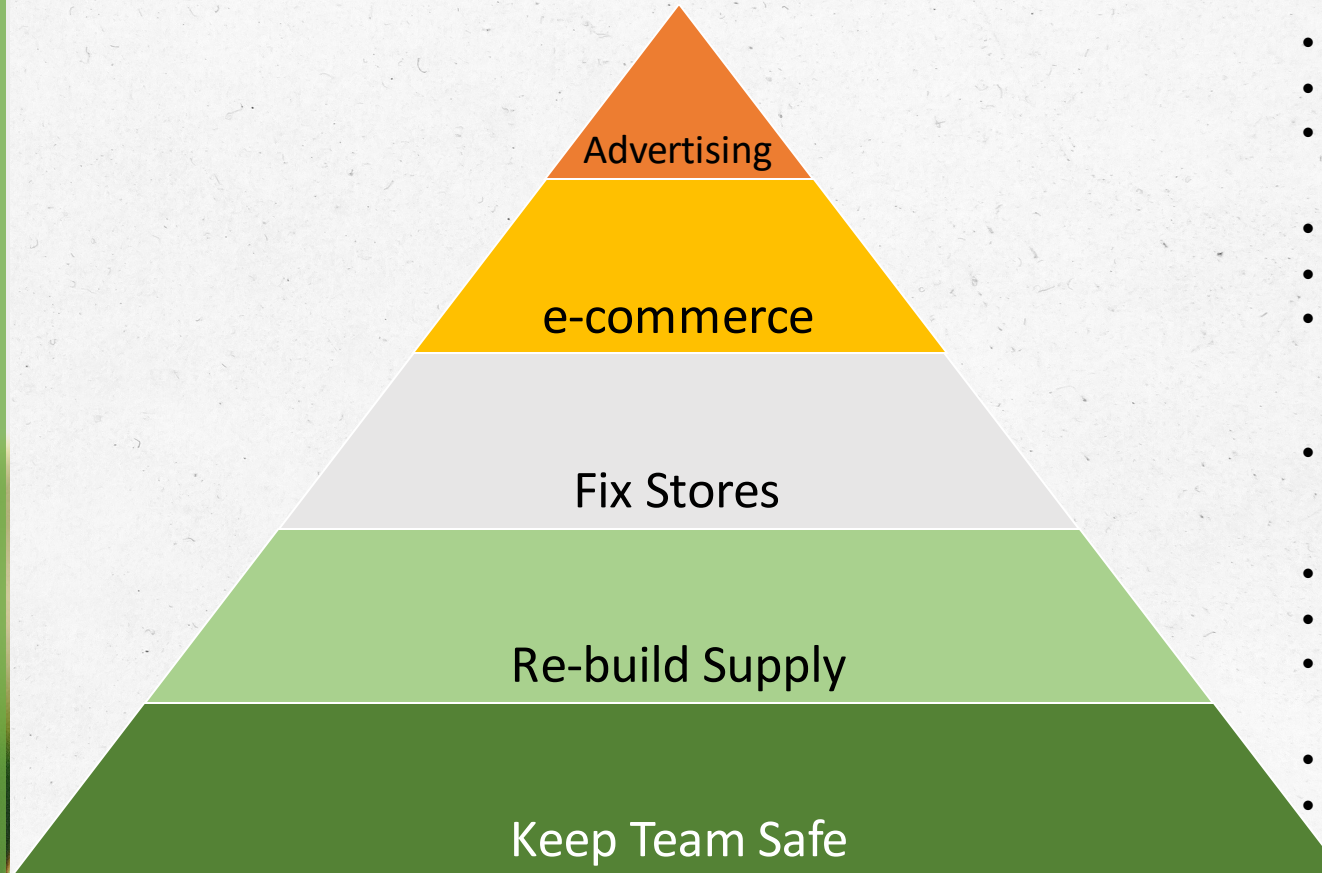 Advertising
e-commerce
Fix Stores
Re-build Supply
Keep Team Safe